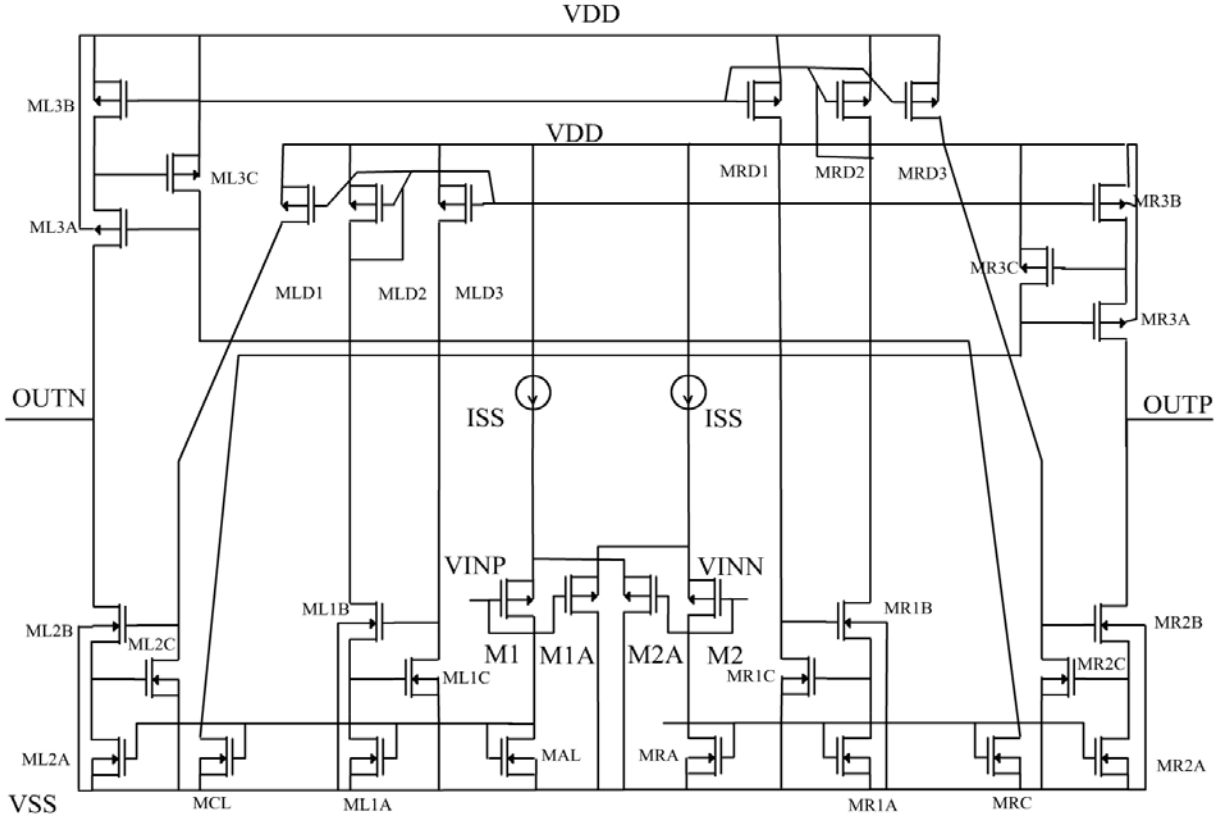 VDD
ML3B
VDD
MRD1
MRD2
MRD3
ML3C
ML3A
MR3B
MR3C
MLD1
MLD2
MLD3
MR3A
OUTN
ISS
ISS
OUTP
VINP
VINN
ML2B
ML2C
ML1B
MR1B
MR2B
M1
M1A
M2A
M2
ML1C
MR1C
MR2C
ML2A
MAL
MRA
MR2A
VSS
MCL
ML1A
MR1A
MRC